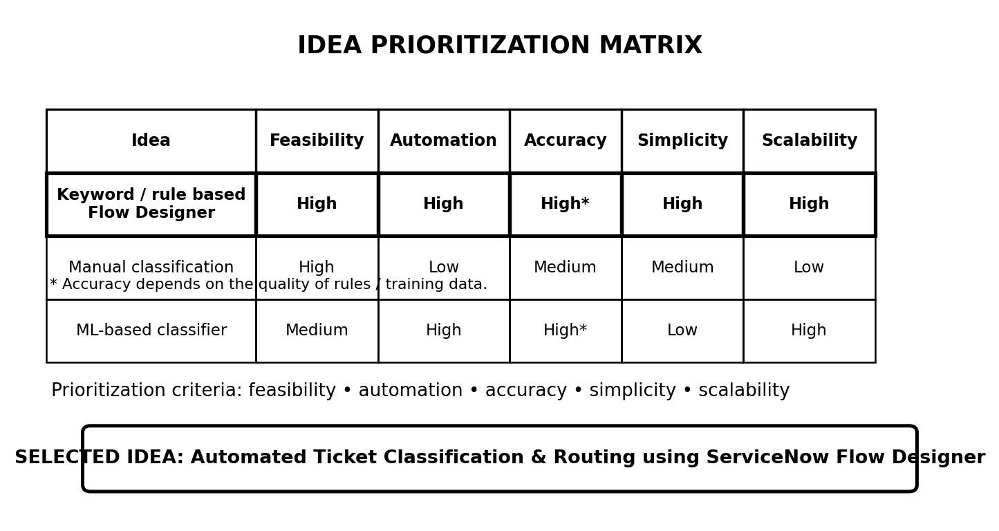 IDEA PRIORITIZATION MATRIX
Idea Feasibility Automation Accuracy Simplicity Scalability
Keyword / rule based
Flow Designer High High High* High High
Manual classification High Low Medium Medium Low
* Accuracy depends on the quality of rules / training data.
ML-based classifier Medium High High* Low High
Prioritization criteria: feasibility • automation • accuracy • simplicity • scalability
SELECTED IDEA: Automated Ticket Classification & Routing using ServiceNow Flow Designer